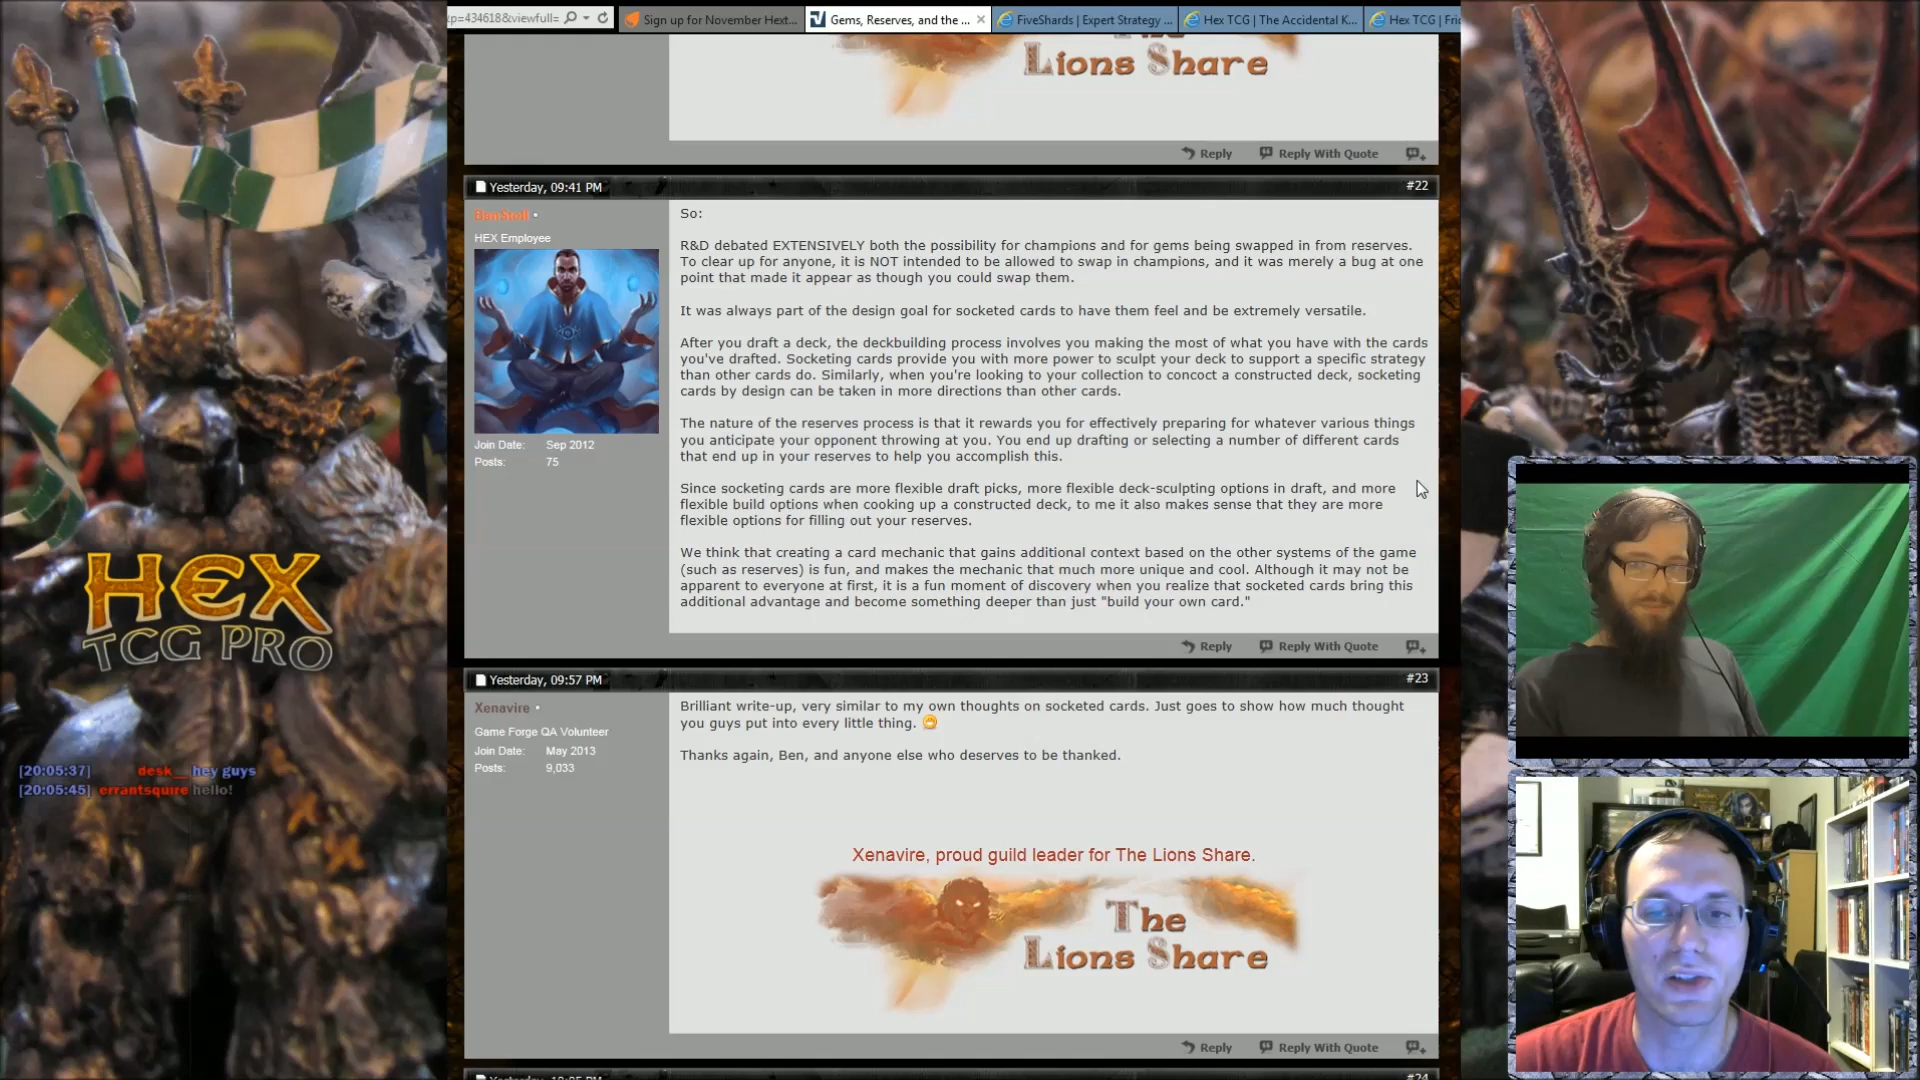 p=434618&viewfull=
Sign up for November Hext...
Gems, Reserves, and the ...
FiveShards | Expert Strategy ...
Hex TCG | The Accidental K...
Hex TCG | Fri
The
Lions Share
Reply
Reply With Quote
Yesterday, 09:41 PM
#22
BenStoll
HEX Employee
Join Date: Sep 2012
Posts: 75
So:
R&D debated EXTENSIVELY both the possibility for champions and for gems being swapped in from reserves.
To clear up for anyone, it is NOT intended to be allowed to swap in champions, and it was merely a bug at one
point that made it appear as though you could swap them.
It was always part of the design goal for socketed cards to have them feel and be extremely versatile.
After you draft a deck, the deckbuilding process involves you making the most of what you have with the cards
you've drafted. Socketing cards provide you with more power to sculpt your deck to support a specific strategy
than other cards do. Similarly, when you're looking to your collection to concoct a constructed deck, socketing
cards by design can be taken in more directions than other cards.
The nature of the reserves process is that it rewards you for effectively preparing for whatever various things
you anticipate your opponent throwing at you. You end up drafting or selecting a number of different cards
that end up in your reserves to help you accomplish this.
Since socketing cards are more flexible draft picks, more flexible deck-sculpting options in draft, and more
flexible build options when cooking up a constructed deck, to me it also makes sense that they are more
flexible options for filling out your reserves.
We think that creating a card mechanic that gains additional context based on the other systems of the game
(such as reserves) is fun, and makes the mechanic that much more unique and cool. Although it may not be
apparent to everyone at first, it is a fun moment of discovery when you realize that socketed cards bring this
additional advantage and become something deeper than just "build your own card."
Reply
Reply With Quote
Yesterday, 09:57 PM
#23
Xenavire
Game Forge QA Volunteer
Join Date: May 2013
Posts: 9,033
Brilliant write-up, very similar to my own thoughts on socketed cards. Just goes to show how much thought
you guys put into every little thing.
Thanks again, Ben, and anyone else who deserves to be thanked.
Xenavire, proud guild leader for The Lions Share.
The
Lions Share
Reply
Reply With Quote
Yesterday, 10:05 PM
#24
HEX
TCG PRO
[20:05:37] desk__ hey guys
[20:05:45] errantsquire hello!